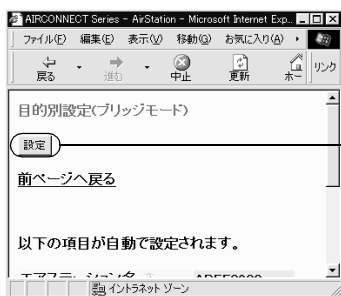 AIRCONNECT Series - AirStation - Microsoft Internet Exp..
ファイル(F) 編集(E) 表示(V) 移動(G) お気に入り(A)
戻る 進む 中止 更新 ホー リンク
目的別設定(ブリッジモード)
設定
前ページへ戻る
以下の項目が自動で設定されます。
イントラネット ゾーン